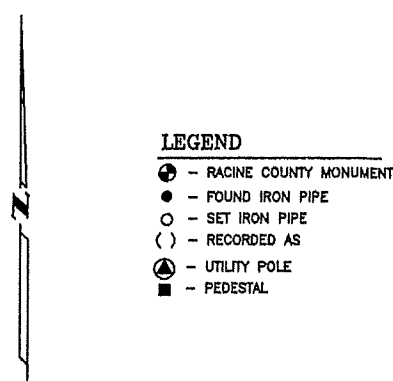 N
LEGEND
– RACINE COUNTY MONUMENT
– FOUND IRON PIPE
– SET IRON PIPE
( ) – RECORDED AS
– UTILITY POLE
– PEDESTAL